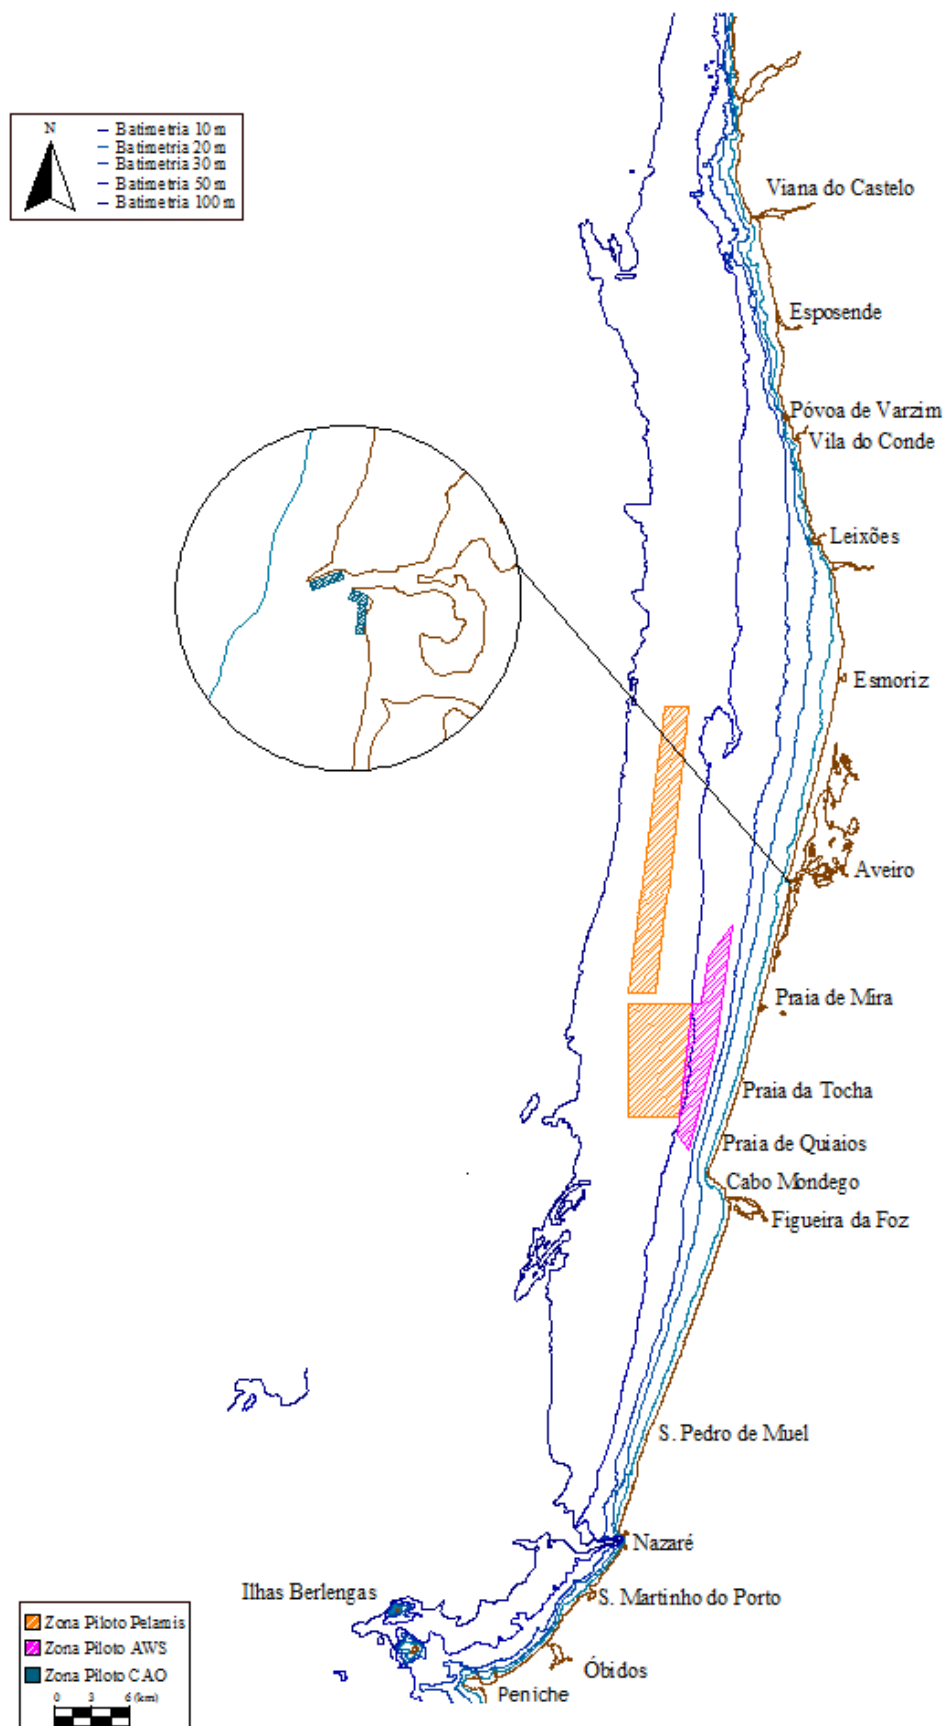 N
Batimetria 10 m
Batimetria 20 m
Batimetria 30 m
Batimetria 50 m
Batimetria 100 m
Viana do Castelo
Esposende
Póvoa de Varzim
Vila do Conde
Leixões
Esmoriz
Aveiro
Praia de Mira
Praia da Tocha
Praia de Quiaios
Cabo Mondego
Figueira da Foz
S. Pedro de Muel
Nazaré
Ilhas Berlengas
S. Martinho do Porto
Óbidos
Peniche
Zona Piloto Pelamis
Zona Piloto AWS
Zona Piloto CAO
0 3 6 (km)